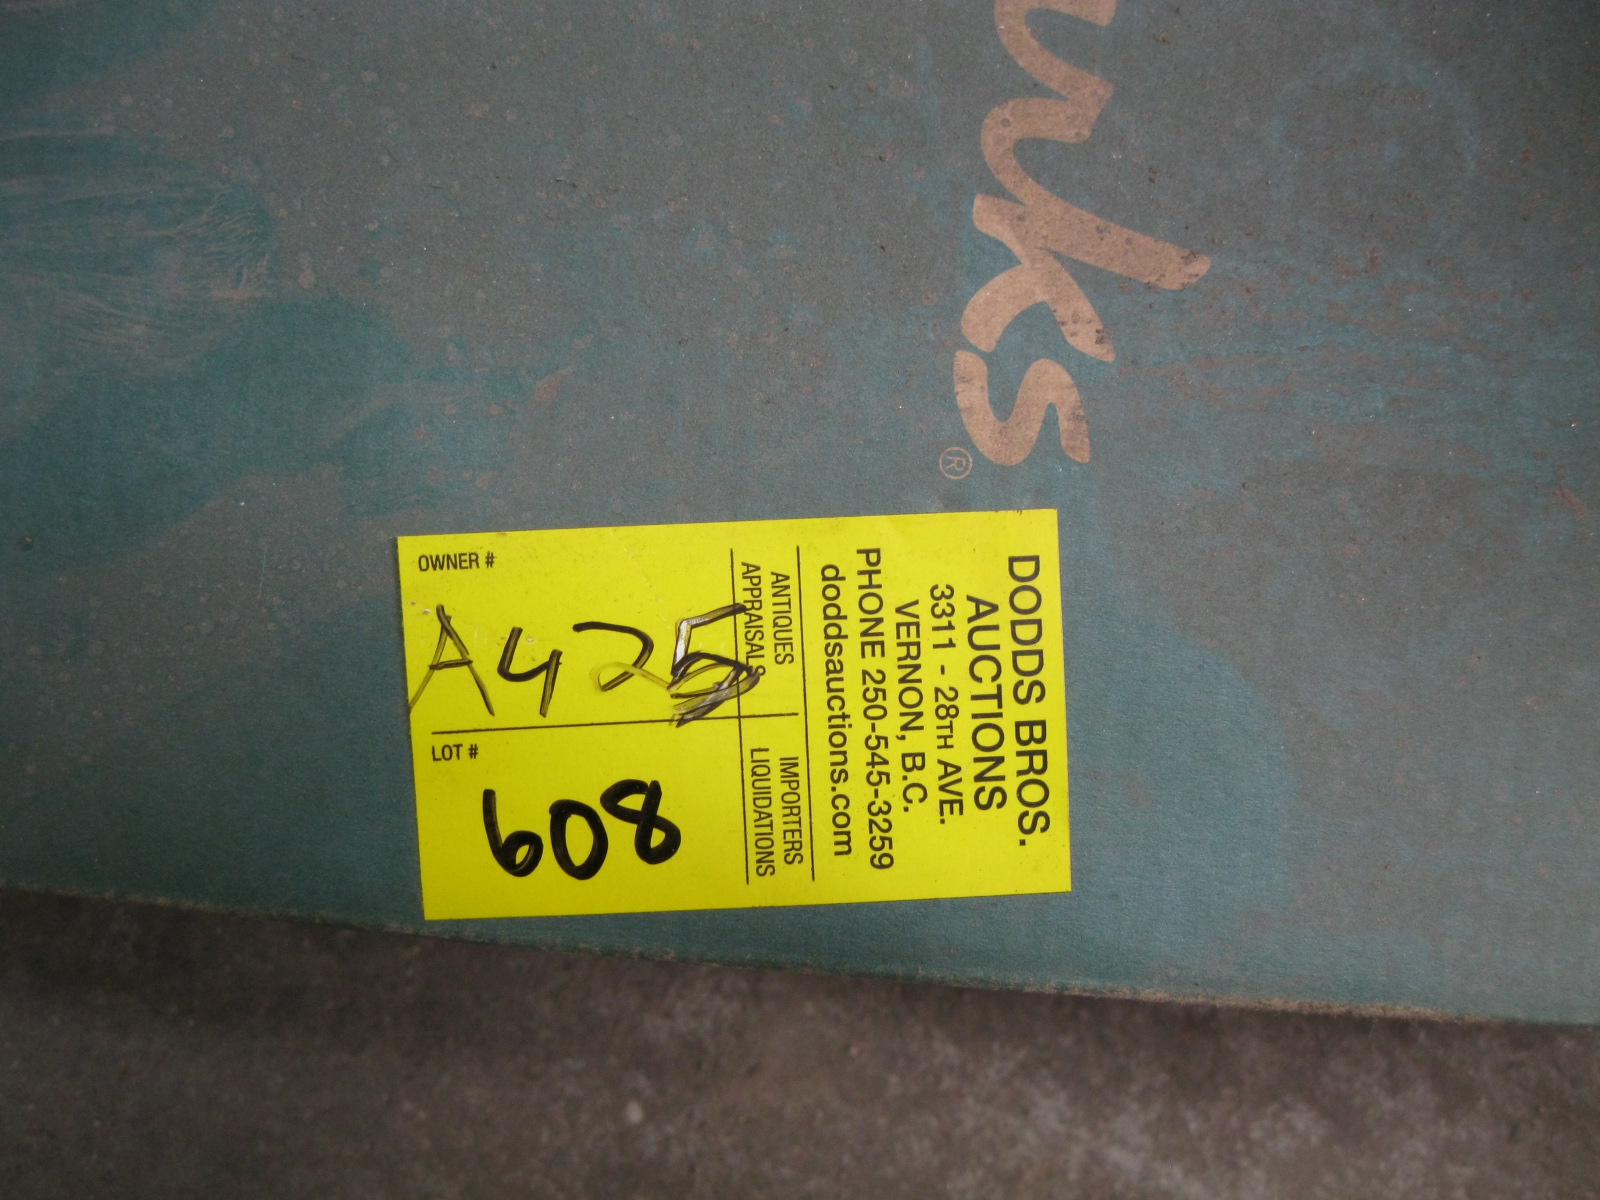 nks®
DODDS BROS.
AUCTIONS
3311 - 28TH AVE.
VERNON, B.C.
PHONE 250-545-3259
doddsauctions.com
ANTIQUES
APPRAISALS
IMPORTERS
LIQUIDATIONS
OWNER #
A425
LOT #
608